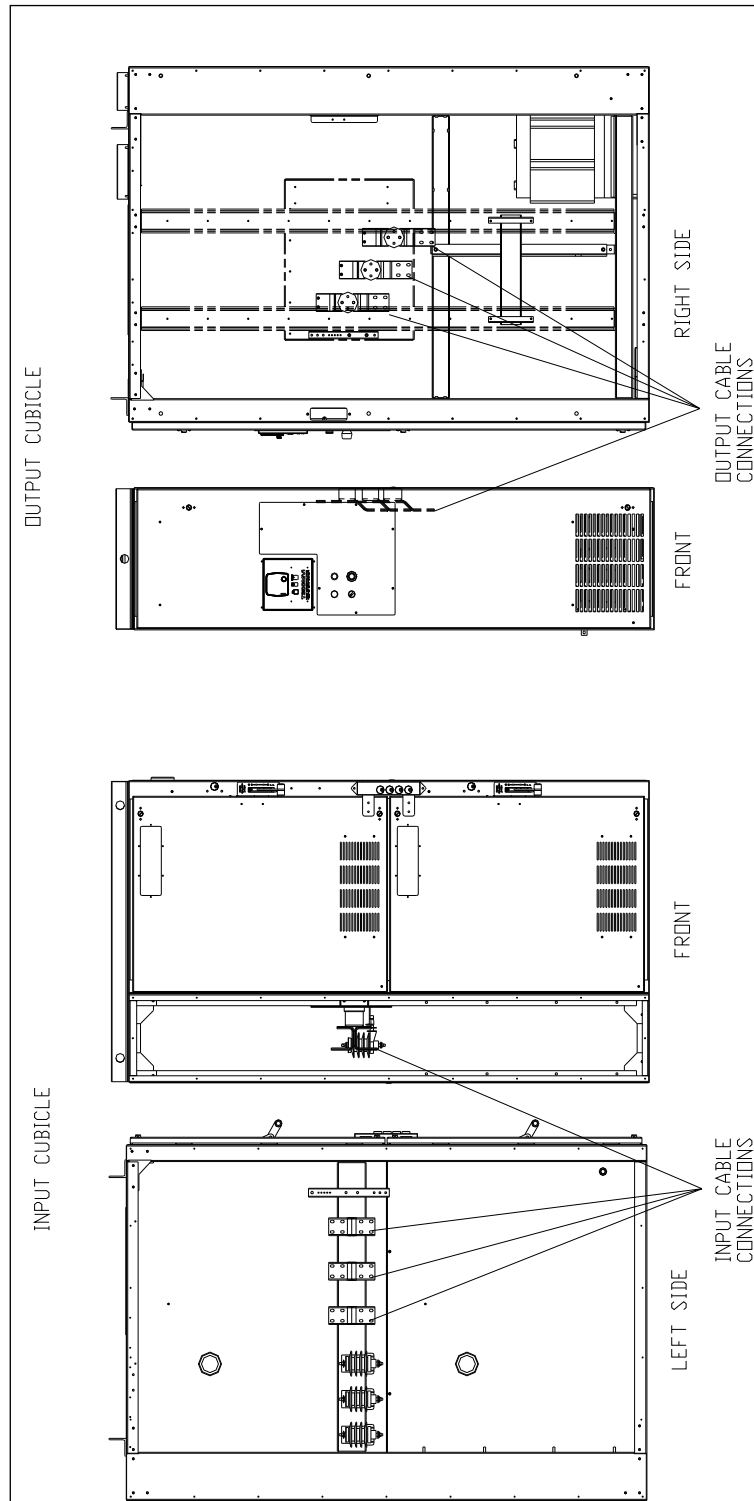 INPUT CUBICLE
LEFT SIDE
INPUT CABLE
CONNECTIONS
FRONT
OUTPUT CUBICLE
FRONT
OUTPUT CABLE
CONNECTIONS
RIGHT SIDE